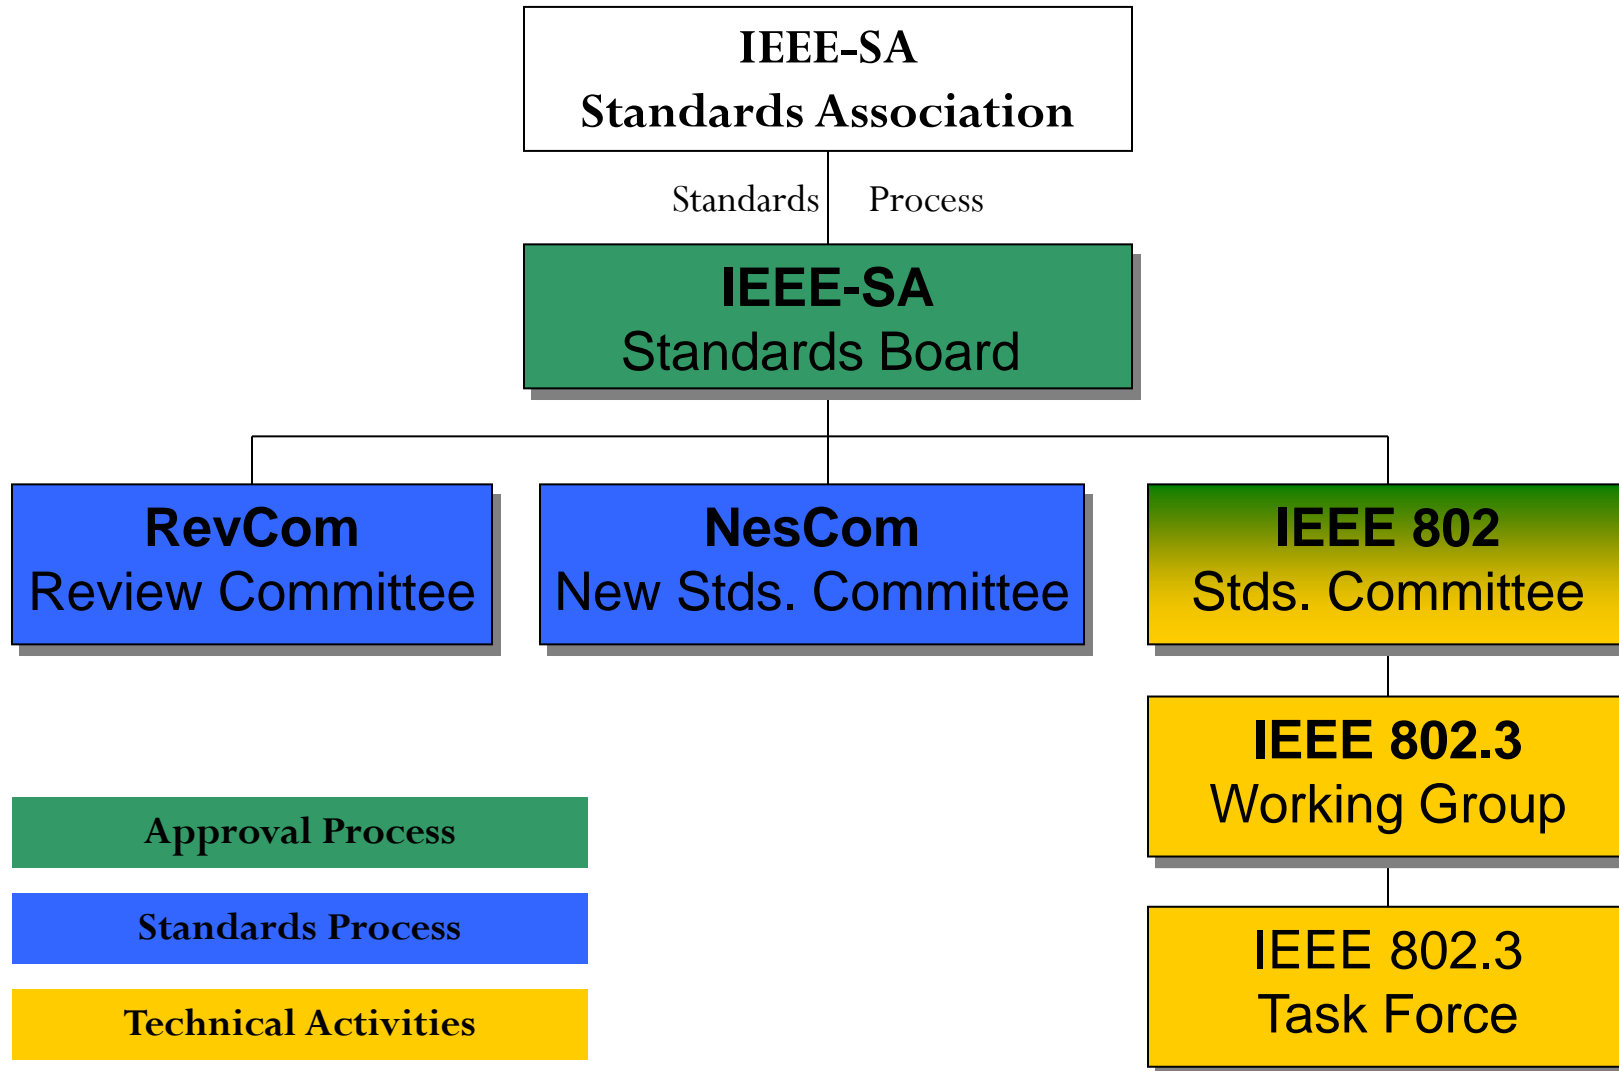 IEEE-SA
Standards Association
Standards Process
IEEE-SA
Standards Board
RevCom
Review Committee
NesCom
New Stds. Committee
IEEE 802
Stds. Committee
IEEE 802.3
Working Group
IEEE 802.3
Task Force
Approval Process
Standards Process
Technical Activities